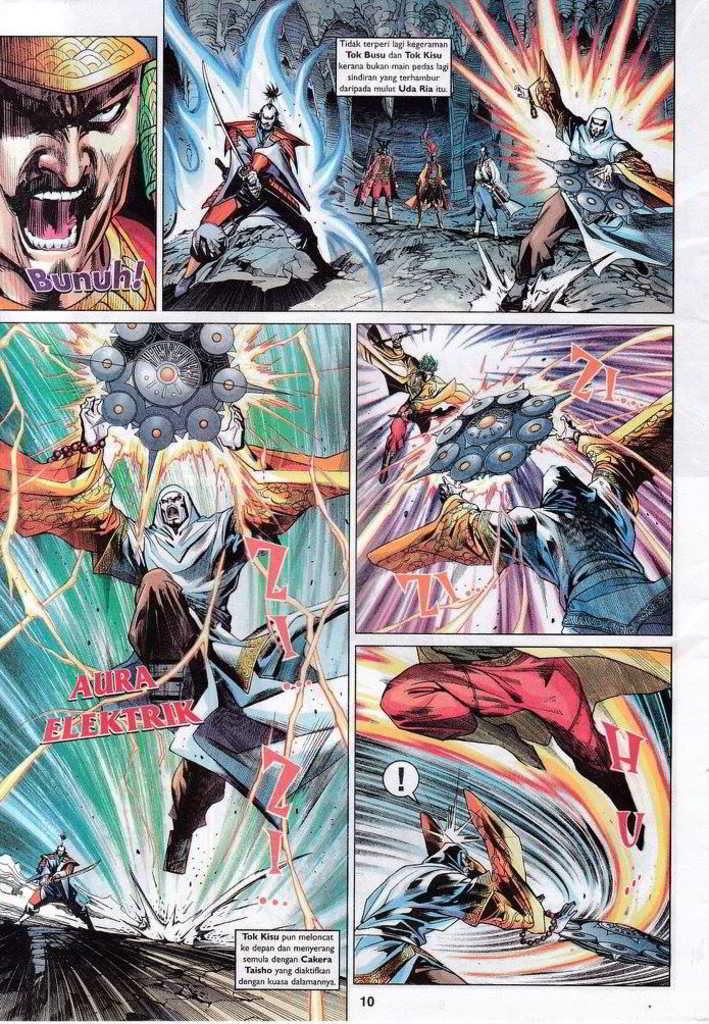 Bunuh!
Tidak terperi lagi kegeraman
Tok Busu dan Tok Kisu
kerana bukan main pedas lagi
sindiran yang terhambur
daripada mulut Uda Ria itu.
ZI...
ZI...
AURA
ELEKTRIK
Tok Kisu pun meloncat
ke depan dan menyerang
semula dengan Cakera
Taisho yang diaktifkan
dengan kuasa dalamannya.
ZI...
ZI...
HU...
!
10